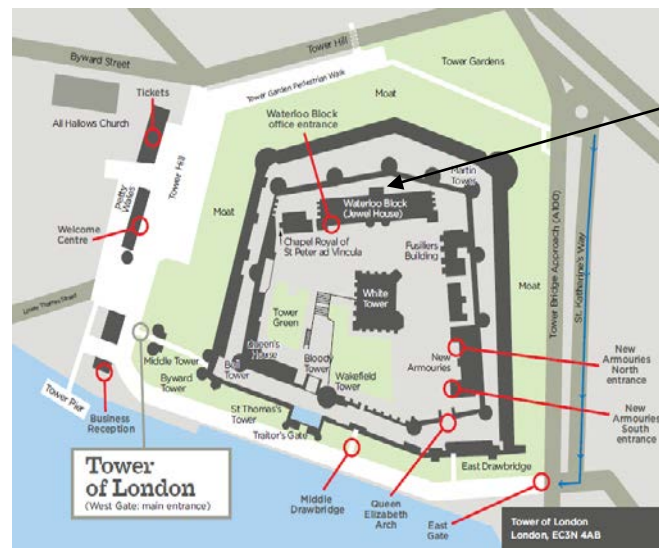 Byward Street
Tower Hill
Tower Gardens
Tickets
Tower Garden Pedestrian Walk
Moat
Waterloo Block
office entrance
All Hallows Church
Tower Hill
Martin
Tower
Petty
Wales
Waterloo Block
(Jewel House)
Moat
Welcome
Centre
Chapel Royal of
St Peter ad Vincula
Fusiliers
Building
Tower Bridge Approach (A100)
St. Katharine's Way
White
Tower
Moat
Lower Thames Street
Tower
Green
Queen's
House
Bloody
Tower
New
Armouries
New
Armouries
North
entrance
Middle Tower
Bell
Tower
Byward
Tower
Wakefield
Tower
New
Armouries
South
entrance
Tower Pier
Business
Reception
St Thomas's
Tower
Traitor's Gate
East Drawbridge
Tower
of London
(West Gate: main entrance)
Middle
Drawbridge
Queen
Elizabeth
Arch
East
Gate
Tower of London
London, EC3N 4AB